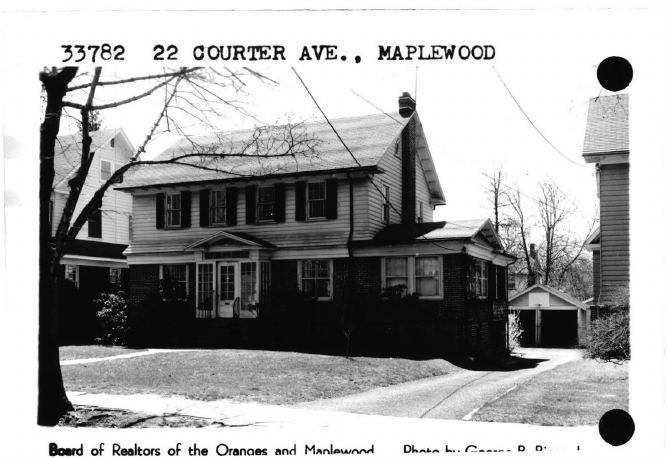 33782 22 COURTER AVE., MAPLEWOOD
Board of Realtors of the Oranges and Maplewood Photo by George R.